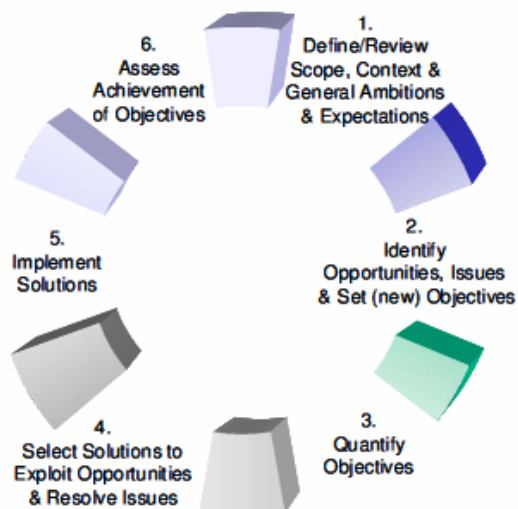 1.
Define/Review
Scope, Context &
General Ambitions
& Expectations
2.
Identify
Opportunities, Issues
& Set (new) Objectives
3.
Quantify
Objectives
4.
Select Solutions to
Exploit Opportunities
& Resolve Issues
5.
Implement
Solutions
6.
Assess
Achievement
of Objectives